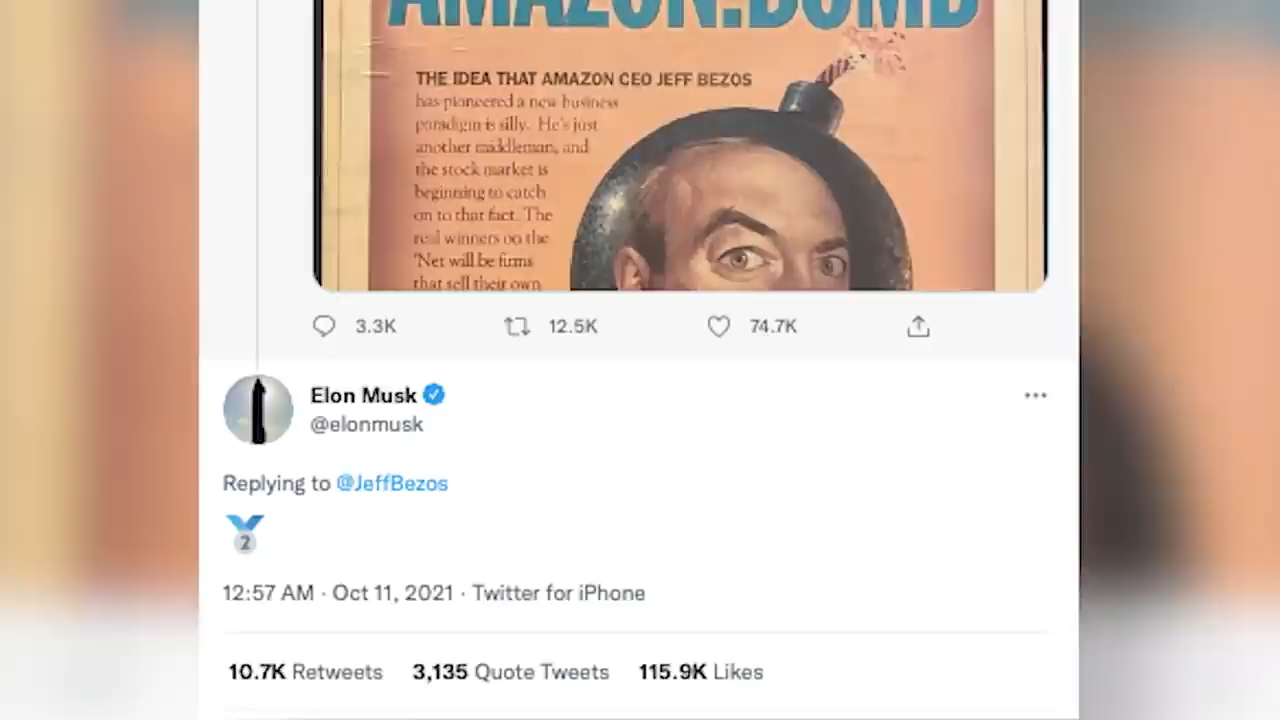 AMAZON.BOMB
THE IDEA THAT AMAZON CEO JEFF BEZOS
has pioneered a new business
paradigm is silly. He's just
another middleman, and
the stock market is
beginning to catch
on to that fact. The
real winners on the
'Net will be firms
that sell their own
3.3K 12.5K 74.7K
Elon Musk
@elonmusk
Replying to @JeffBezos
2
12:57 AM · Oct 11, 2021 · Twitter for iPhone
10.7K Retweets 3,135 Quote Tweets 115.9K Likes